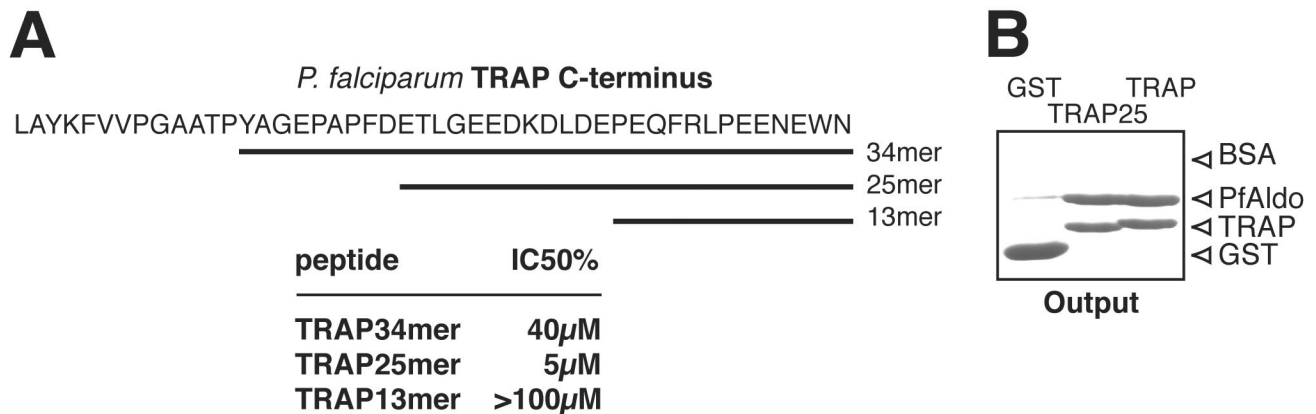 A
P. falciparum TRAP C-terminus
LAYKFVVPGAATPYAGEPAPFDETLGEEDKDLDEPEQFRLPEENEWN
34mer
25mer
13mer
peptide IC50%
TRAP34mer 40µM
TRAP25mer 5µM
TRAP13mer >100µM
B
GST TRAP
TRAP25
BSA
PfAldo
TRAP
GST
Output